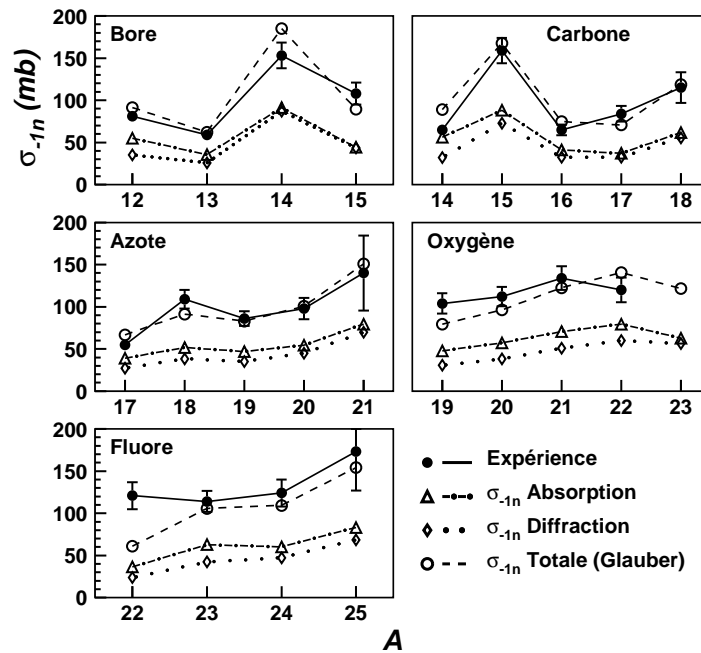 σ-1n (mb)
200
150
100
50
0
Bore
12 13 14 15
Carbone
14 15 16 17 18
200
150
100
50
0
Azote
17 18 19 20 21
Oxygène
19 20 21 22 23
200
150
100
50
0
Fluore
22 23 24 25
Expérience
σ-1n Absorption
σ-1n Diffraction
σ-1n Totale (Glauber)
A